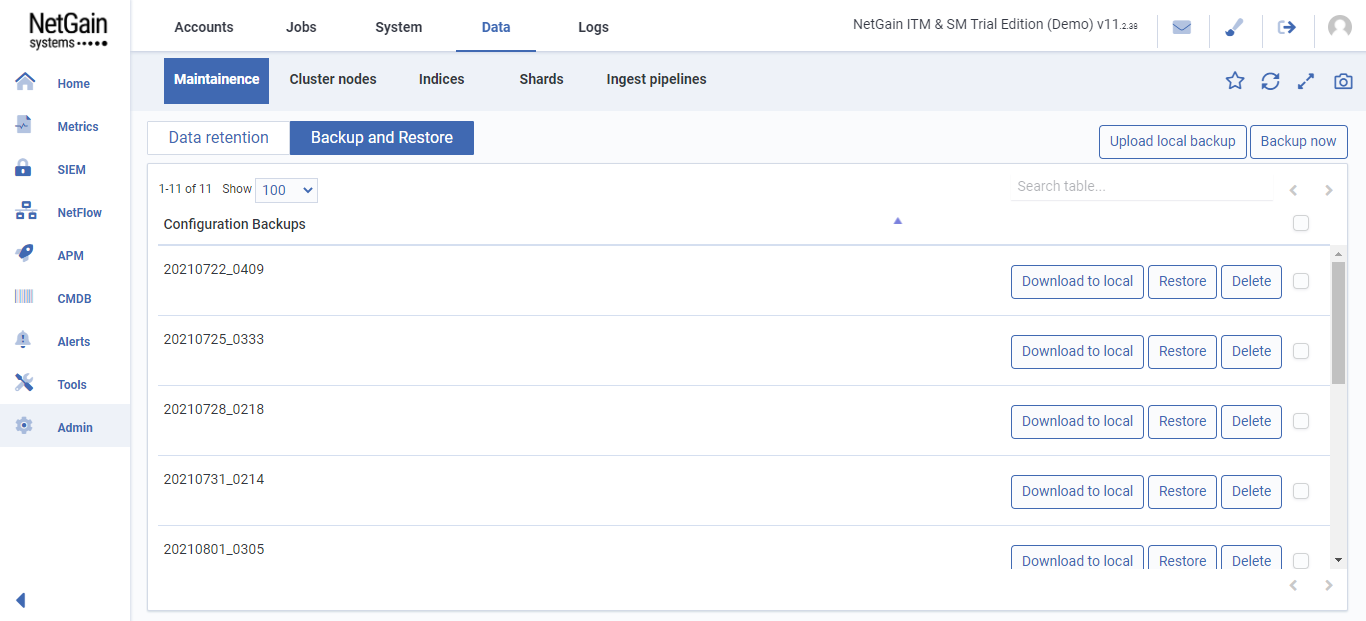 NetGain
systems
Accounts Jobs System Data Logs
NetGain ITM & SM Trial Edition (Demo) v11.2.38
Home
Metrics
SIEM
NetFlow
APM
CMDB
Alerts
Tools
Admin
Maintainence Cluster nodes Indices Shards Ingest pipelines
Data retention Backup and Restore
Upload local backup Backup now
1-11 of 11 Show 100 Search table...
Configuration Backups
20210722_0409 Download to local Restore Delete
20210725_0333 Download to local Restore Delete
20210728_0218 Download to local Restore Delete
20210731_0214 Download to local Restore Delete
20210801_0305 Download to local Restore Delete